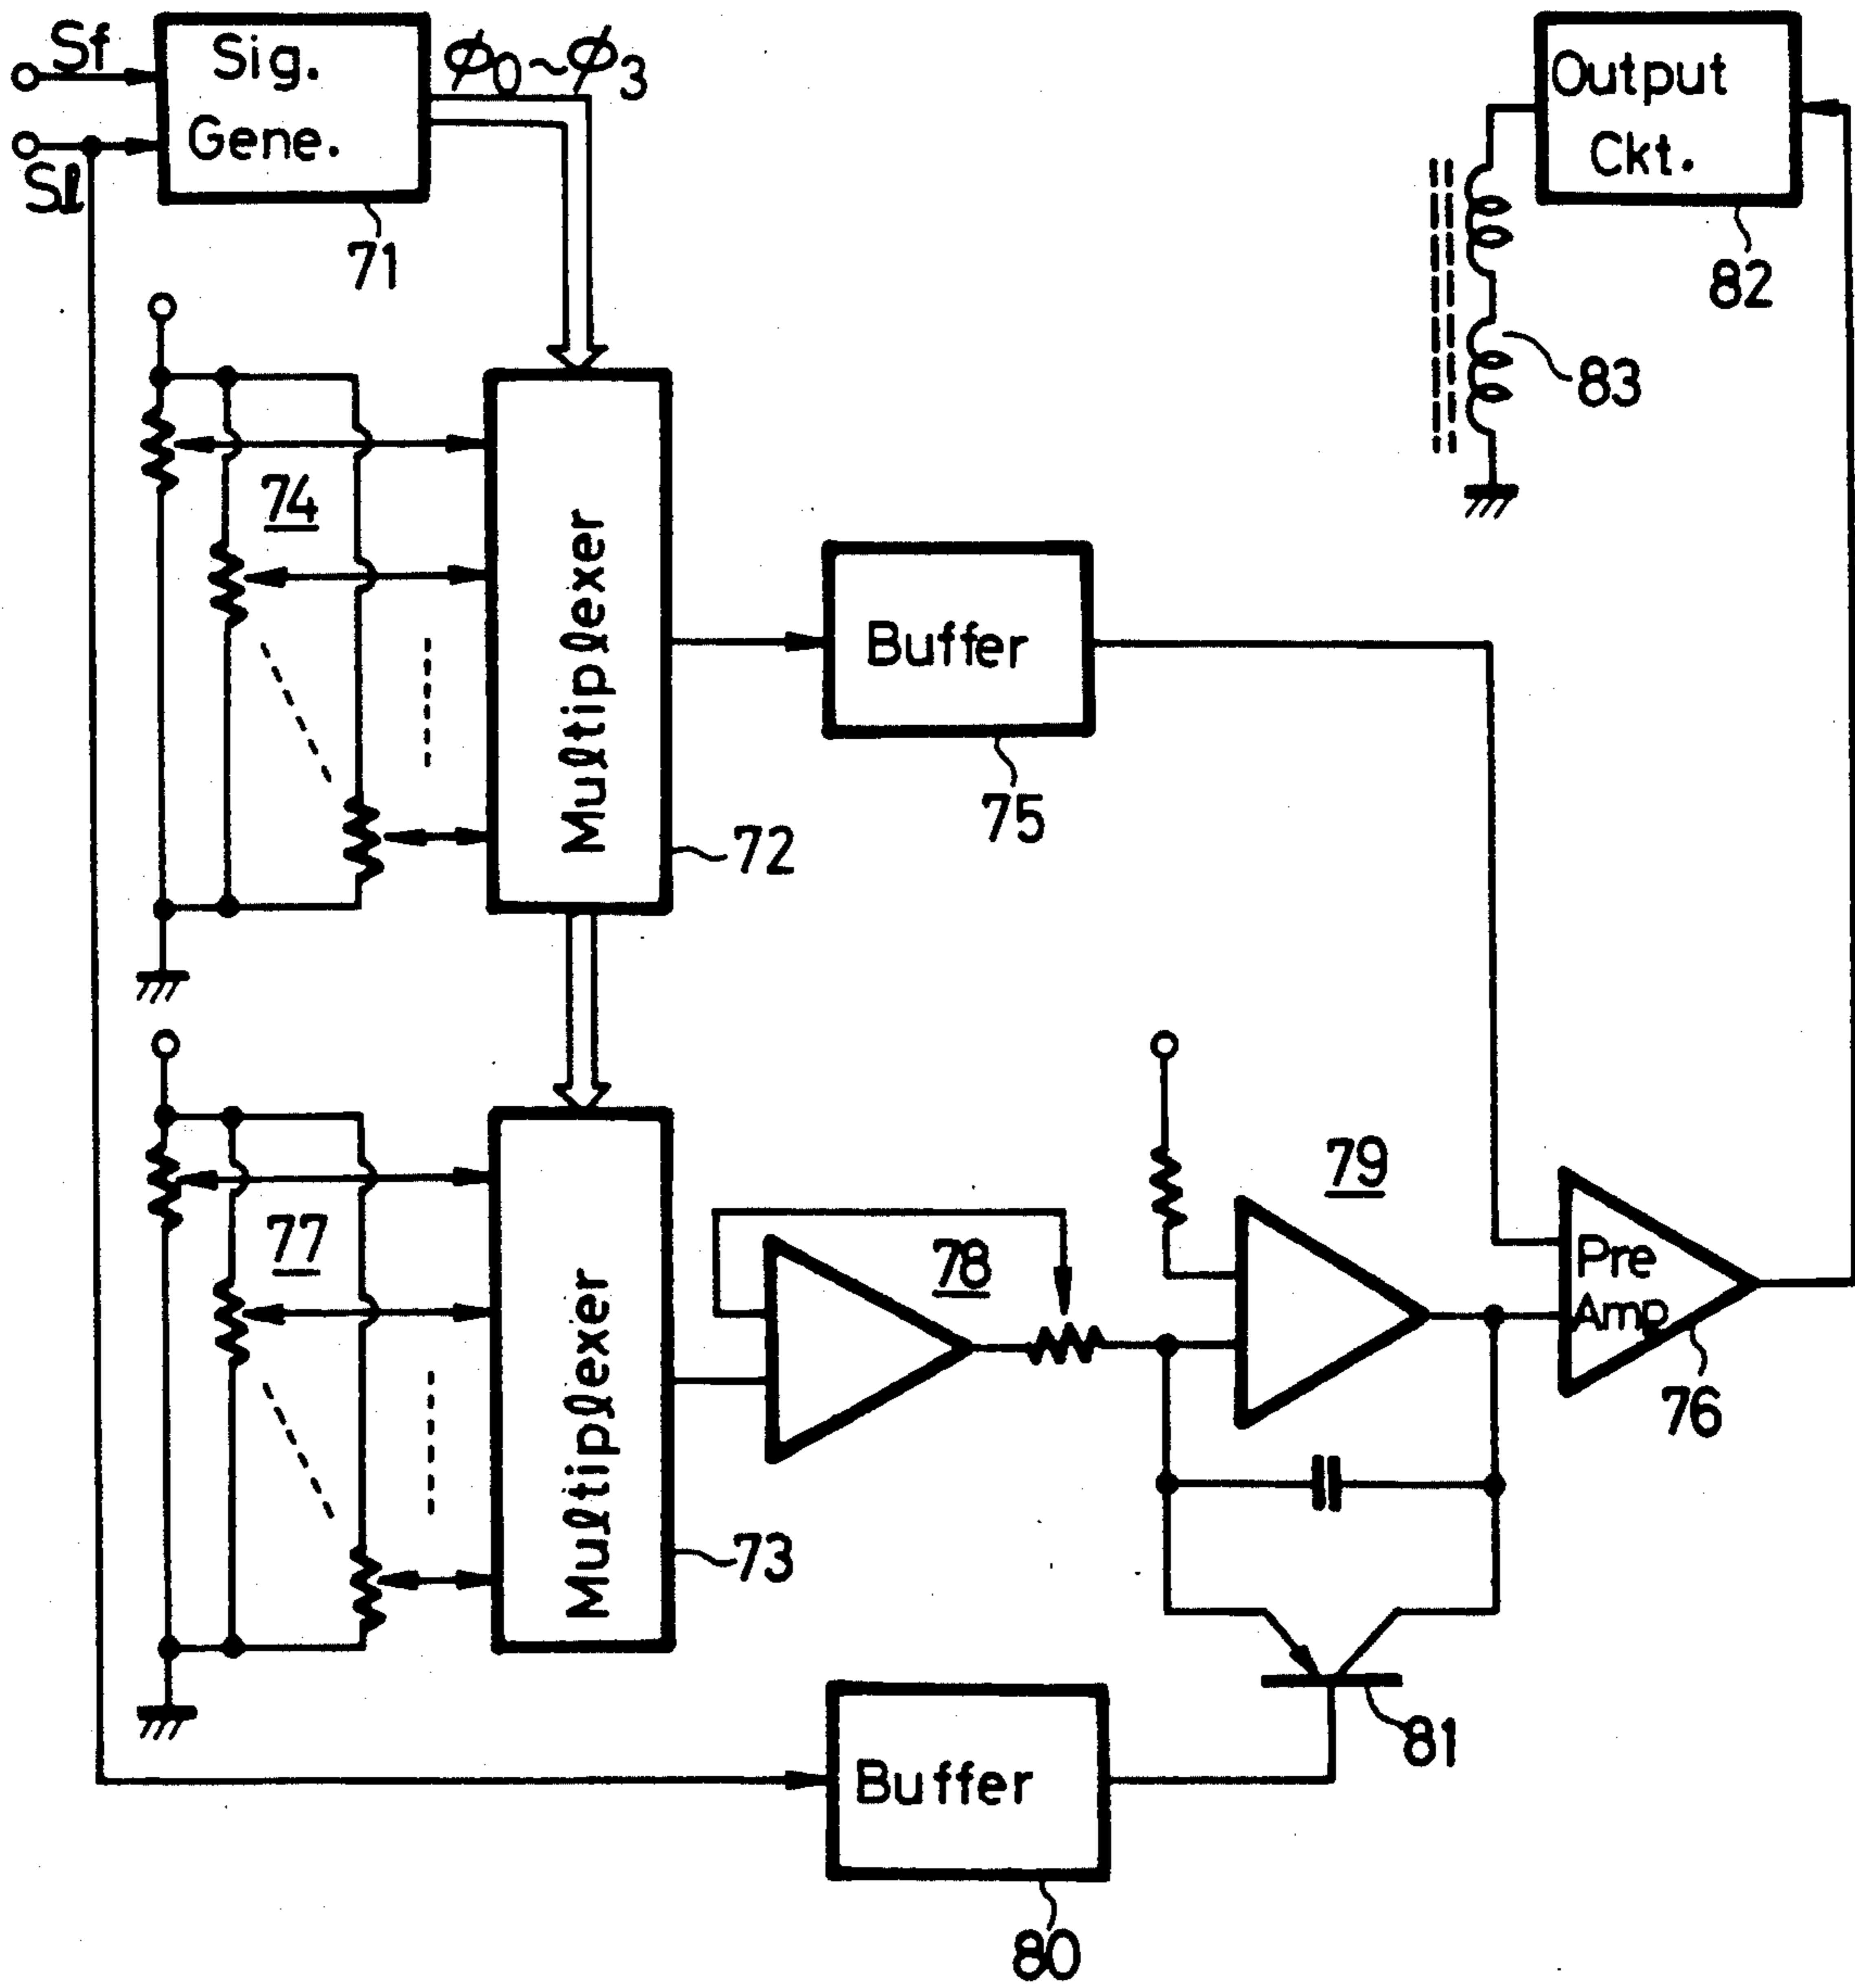 Sf
Sl
Sig.
Gene.
71
ϕ0~ϕ3
Output
Ckt.
82
83
74
Multiplexer
72
Buffer
75
77
Multiplexer
73
78
79
Pre
Amp
76
81
Buffer
80